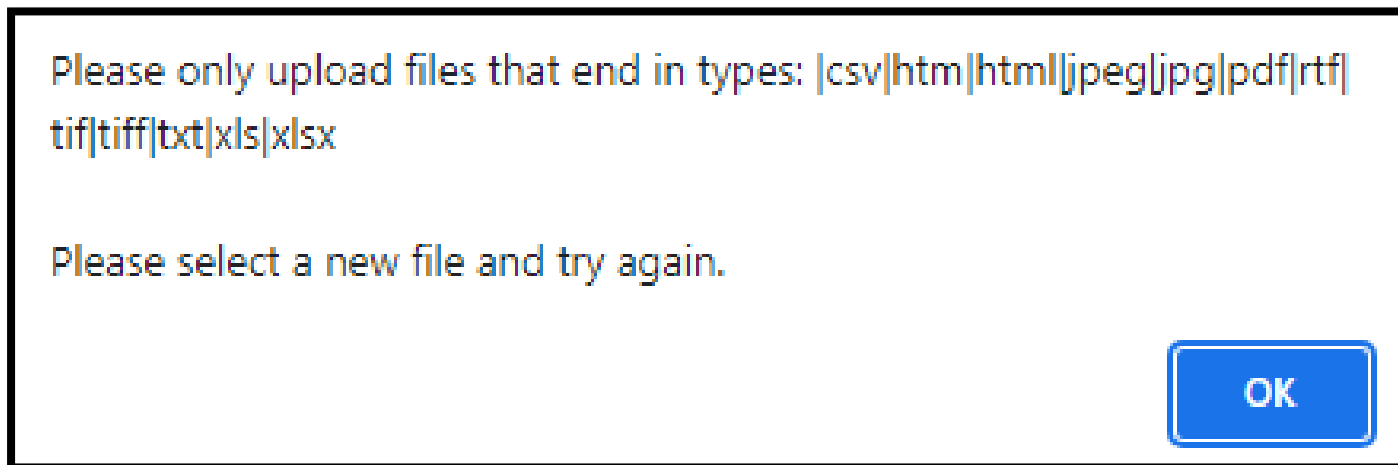 Please only upload files that end in types: |csv|htm|html|jpeg|jpg|pdf|rtf|
tif|tiff|txt|xls|xlsx
Please select a new file and try again.
OK